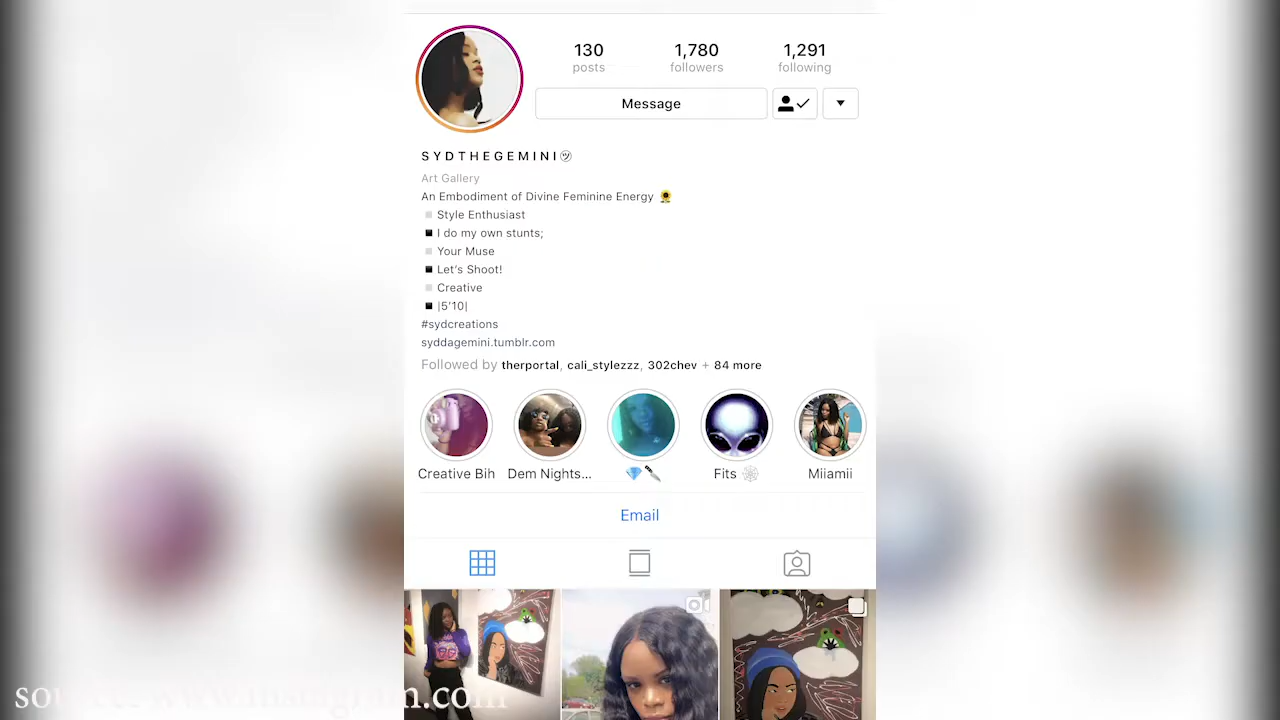 130 1,780 1,291
posts followers following
Message
S Y D T H E G E M I N I ツ
Art Gallery
An Embodiment of Divine Feminine Energy 🌻
◽ Style Enthusiast
◾ I do my own stunts;
◽ Your Muse
◾ Let's Shoot!
◽ Creative
◾ |5'10|
#sydcreations
syddagemini.tumblr.com
Followed by therportal, cali_stylezzz, 302chev + 84 more
Creative Bih Dem Nights... 💎🔪 Fits 🕸 Miiamii
Email